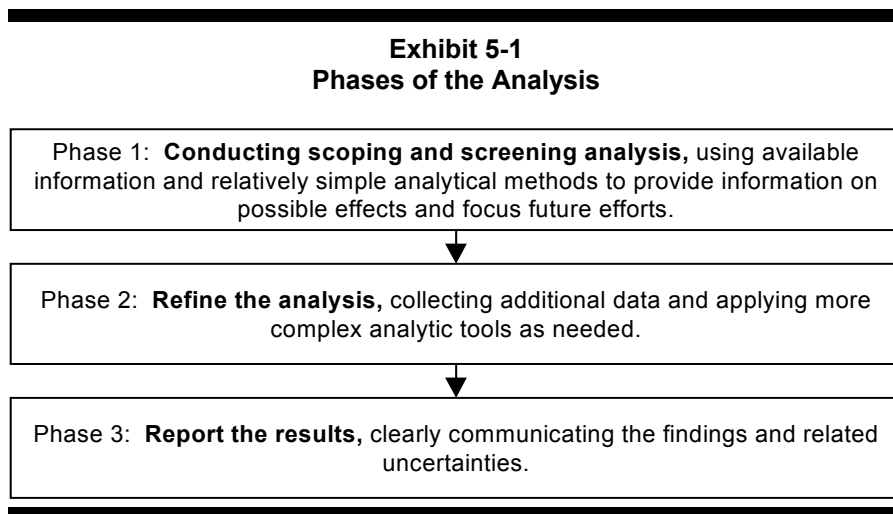 Exhibit 5-1
Phases of the Analysis
Phase 1:  Conducting scoping and screening analysis, using available
information and relatively simple analytical methods to provide information on
possible effects and focus future efforts.
Phase 2:  Refine the analysis, collecting additional data and applying more
complex analytic tools as needed.
Phase 3:  Report the results, clearly communicating the findings and related
uncertainties.